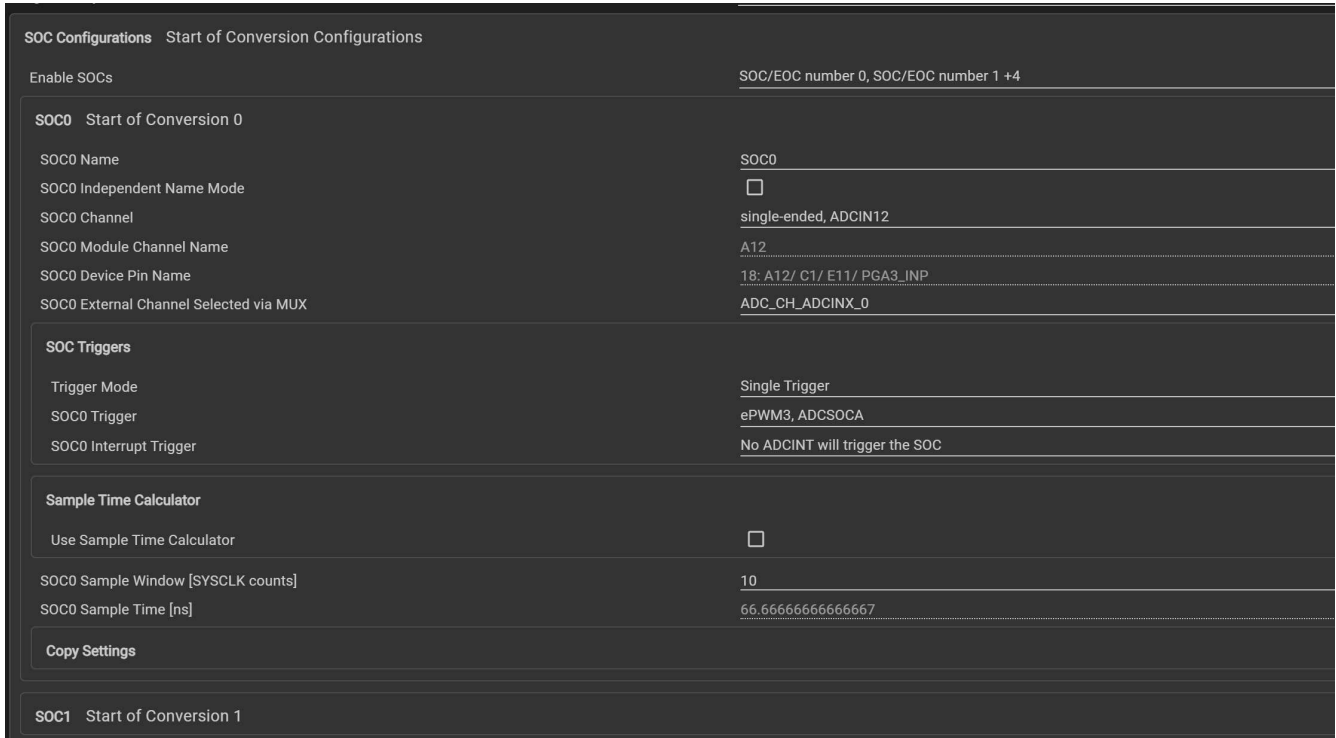 SOC Configurations Start of Conversion Configurations
Enable SOCs SOC/EOC number 0, SOC/EOC number 1 +4
SOC0 Start of Conversion 0
SOC0 Name SOC0
SOC0 Independent Name Mode
SOC0 Channel single-ended, ADCIN12
SOC0 Module Channel Name A12
SOC0 Device Pin Name 18: A12/ C1/ E11/ PGA3_INP
SOC0 External Channel Selected via MUX ADC_CH_ADCINX_0
SOC Triggers
Trigger Mode Single Trigger
SOC0 Trigger ePWM3, ADCSOCA
SOC0 Interrupt Trigger No ADCINT will trigger the SOC
Sample Time Calculator
Use Sample Time Calculator
SOC0 Sample Window [SYSCLK counts] 10
SOC0 Sample Time [ns] 66.66666666666667
Copy Settings
SOC1 Start of Conversion 1